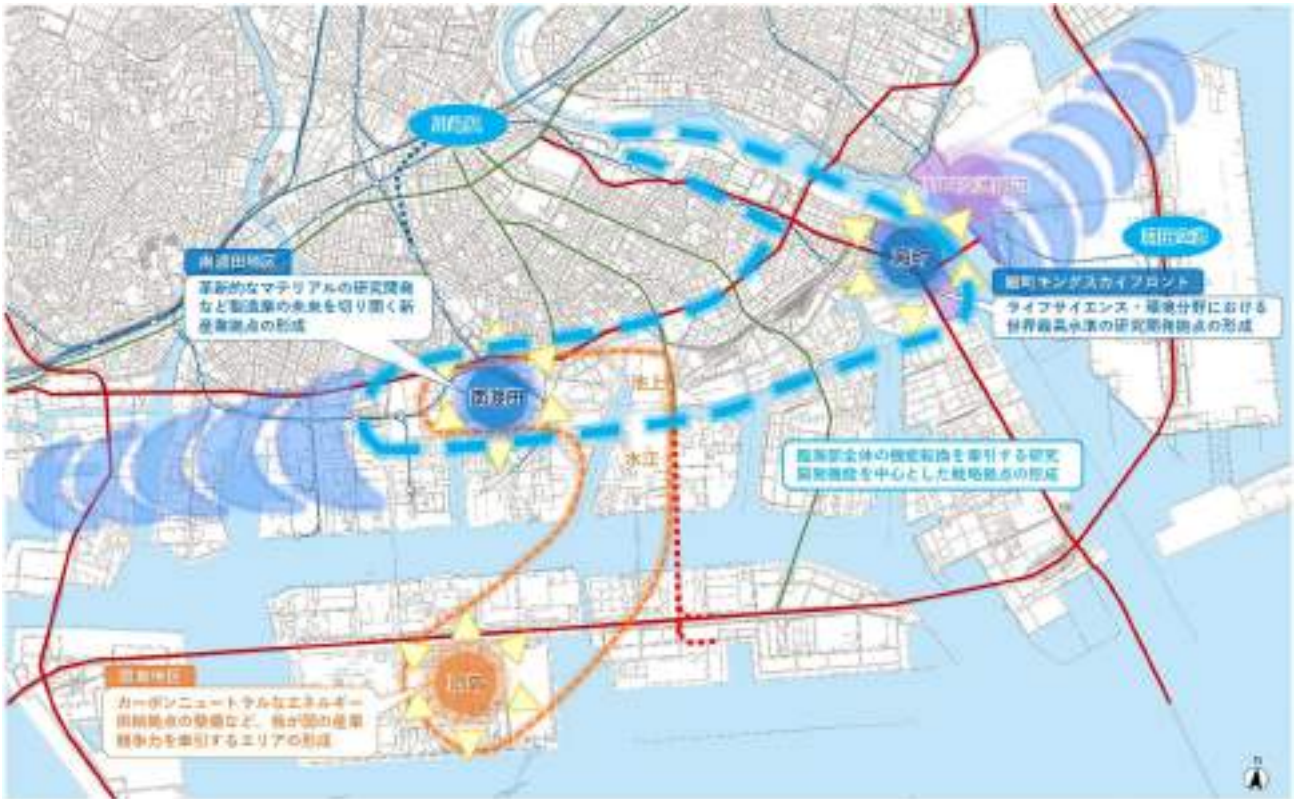 川崎駅
羽田空港
殿町
殿町キングスカイフロント
ライフサイエンス・環境分野における
世界最高水準の研究開発拠点の形成
南渡田地区
革新的なマテリアルの研究開発
など製造業の未来を切り開く新
産業拠点の形成
南渡田
池上
水江
臨海部全体の機能転換を牽引する研究
開発機能を中心とした戦略拠点の形成
扇島地区
カーボンニュートラルなエネルギー
供給拠点の整備など、我が国の産業
競争力を牽引するエリアの形成
扇島
N